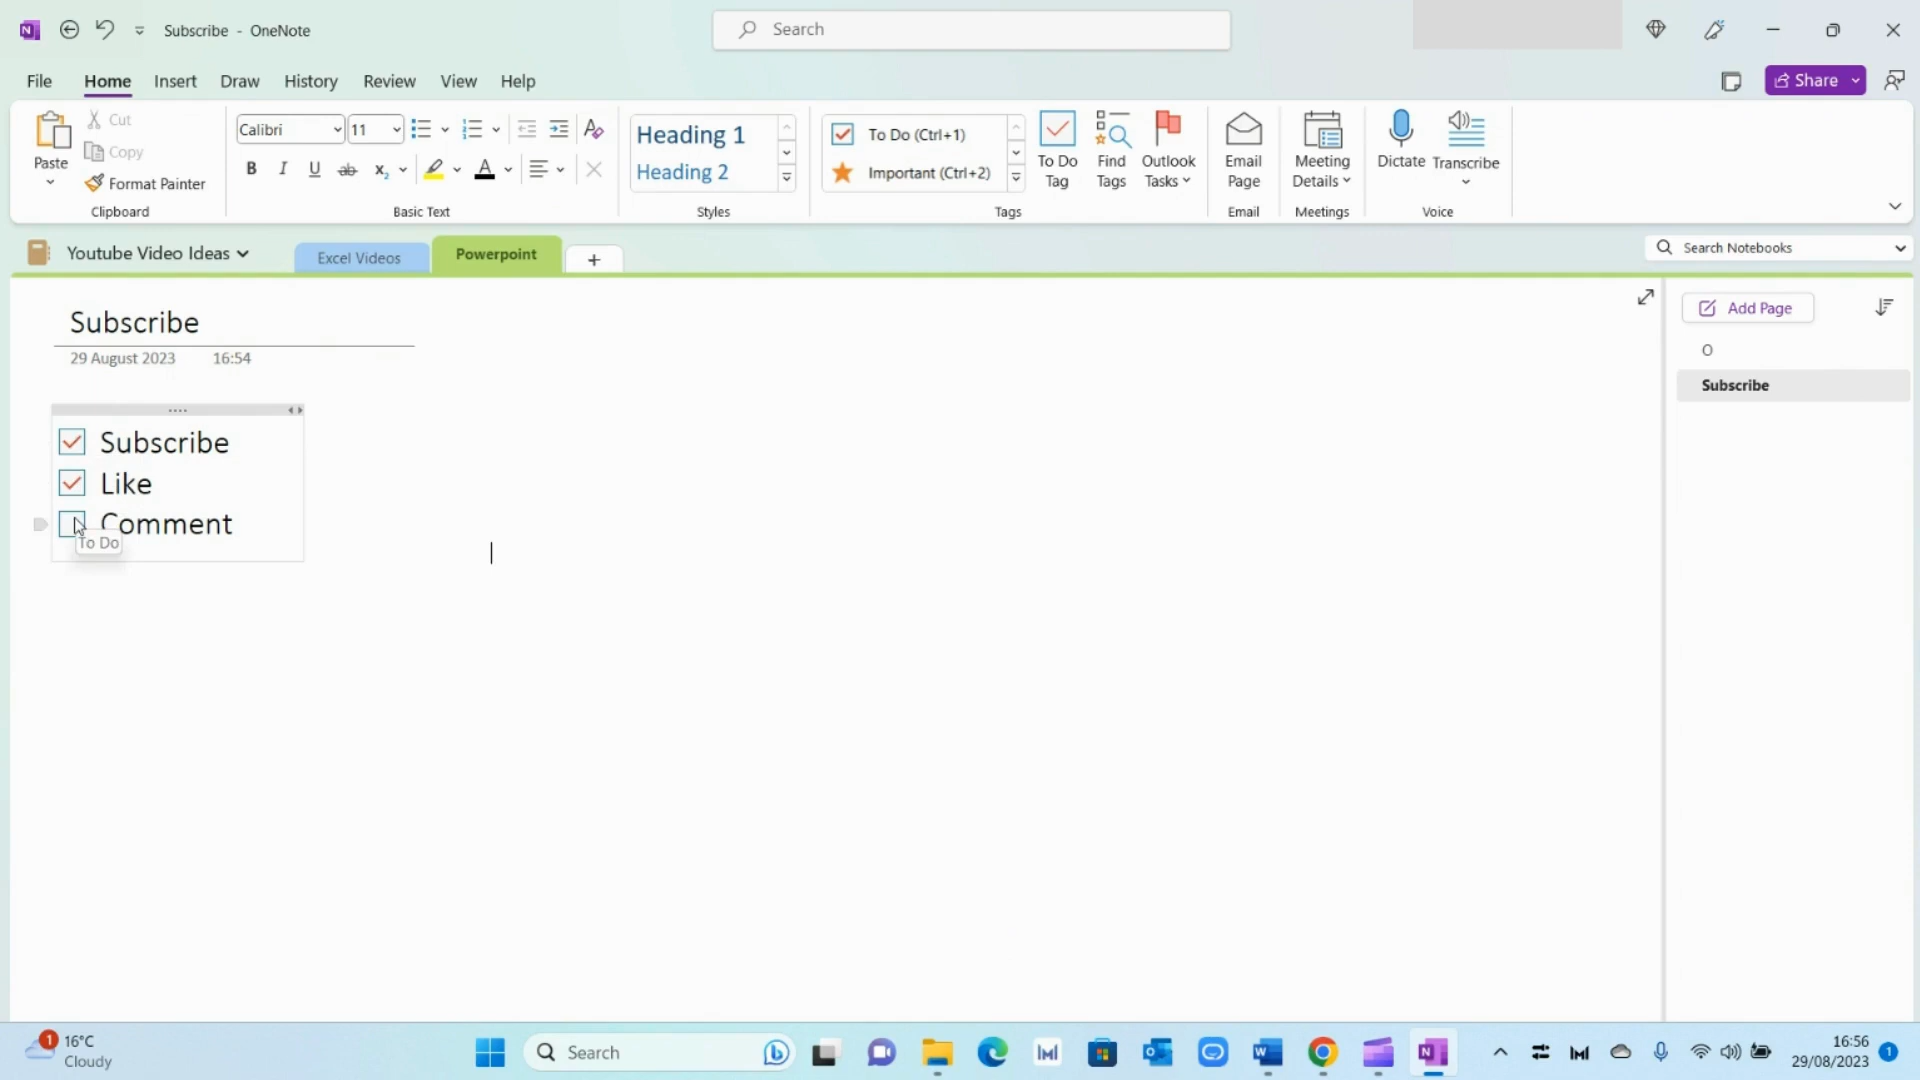 Subscribe - OneNote
Search
File Home Insert Draw History Review View Help
Share
Paste
Cut
Copy
Format Painter
Clipboard
Calibri 11
B I U ab x₂ A
Basic Text
Heading 1
Heading 2
Styles
To Do (Ctrl+1)
Important (Ctrl+2)
To Do Tag
Find Tags
Outlook Tasks
Tags
Email Page
Email
Meeting Details
Meetings
Dictate
Transcribe
Voice
Youtube Video Ideas
Excel Videos
Powerpoint
+
Search Notebooks
Subscribe
29 August 2023 16:54
Subscribe
Like
Comment
To Do
Add Page
O
Subscribe
1
16°C
Cloudy
Search
16:56
29/08/2023
1